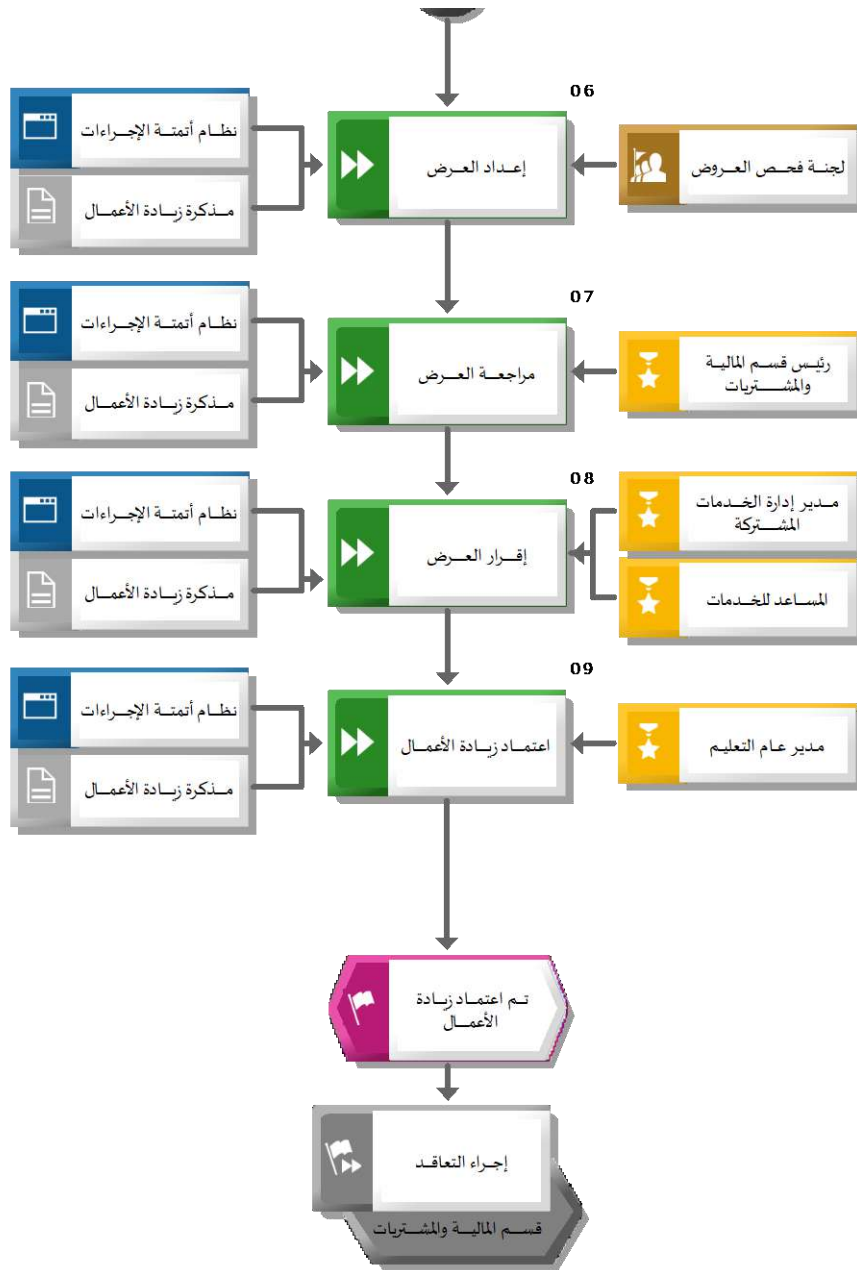 06
لجنة فحص العروض
إعداد العرض
نظام أتمتة الإجراءات
مذكرة زيادة الأعمال
07
رئيس قسم المالية
والمشتريات
مراجعة العرض
نظام أتمتة الإجراءات
مذكرة زيادة الأعمال
08
مدير إدارة الخدمات
المشتركة
المساعد للخدمات
إقرار العرض
نظام أتمتة الإجراءات
مذكرة زيادة الأعمال
09
مدير عام التعليم
اعتماد زيادة الأعمال
نظام أتمتة الإجراءات
مذكرة زيادة الأعمال
تم اعتماد زيادة
الأعمال
إجراء التعاقد
قسم المالية والمشتريات